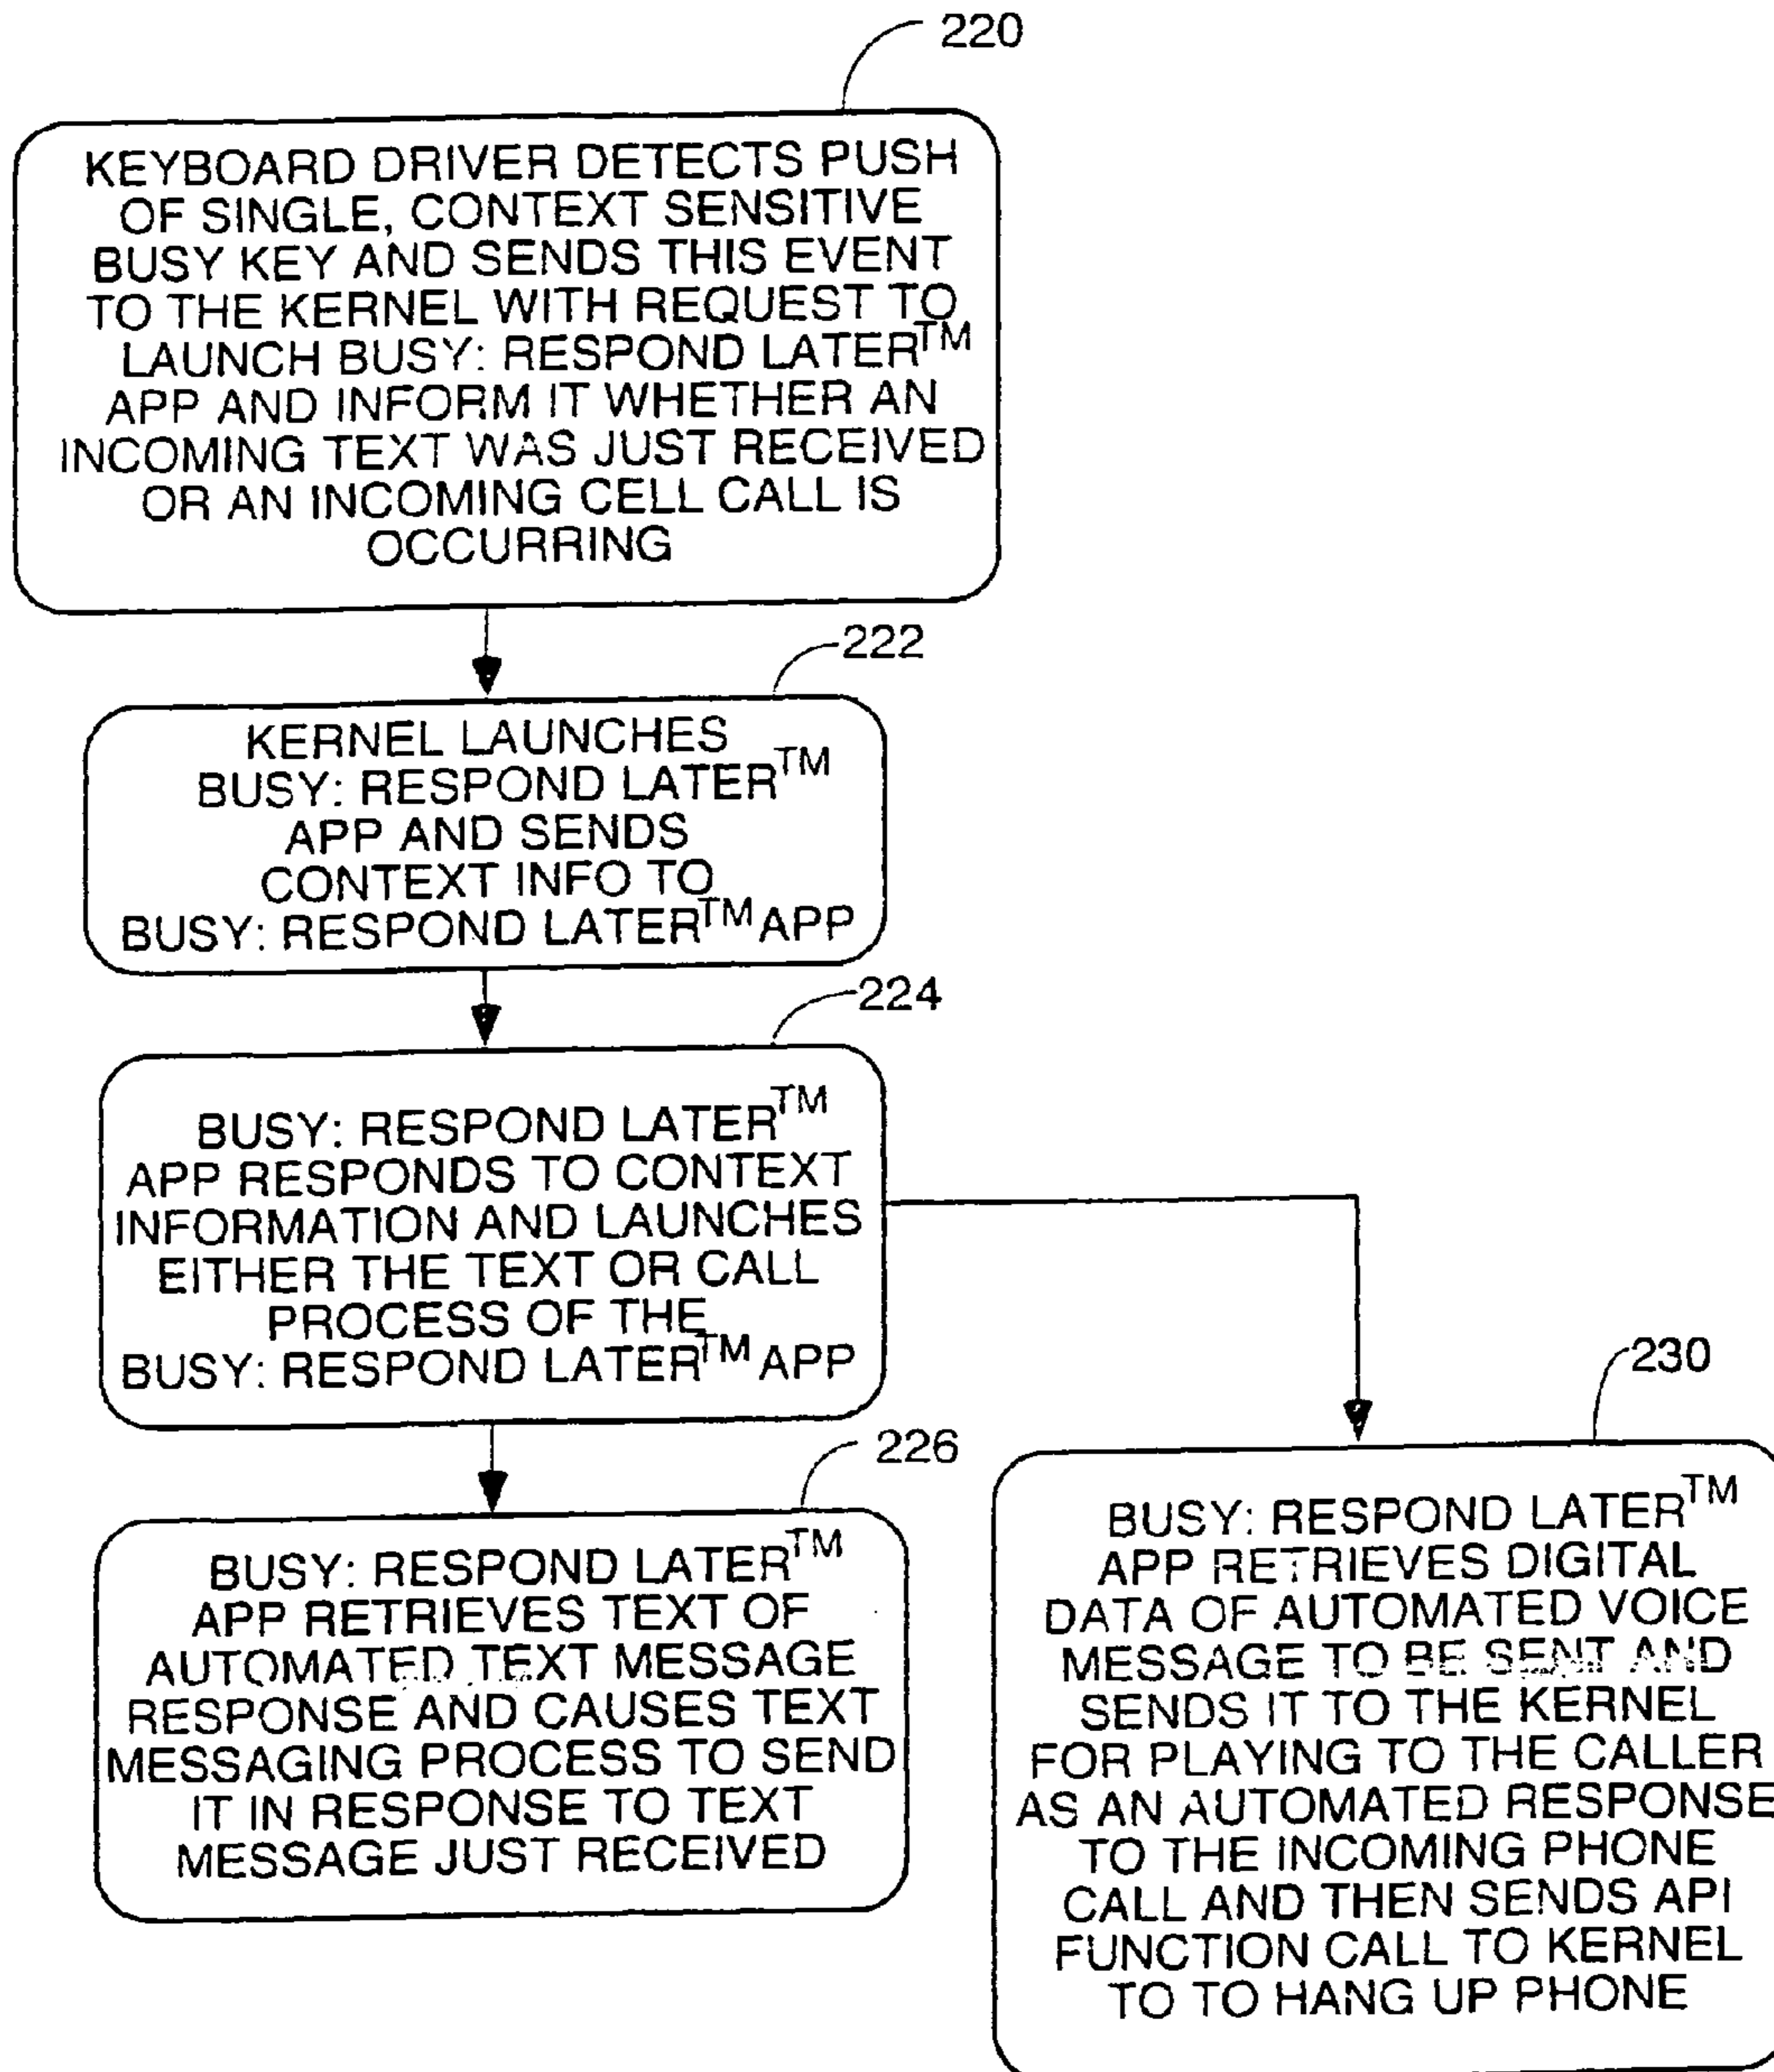 220
KEYBOARD DRIVER DETECTS PUSH
OF SINGLE, CONTEXT SENSITIVE
BUSY KEY AND SENDS THIS EVENT
TO THE KERNEL WITH REQUEST TO
LAUNCH BUSY: RESPOND LATER™
APP AND INFORM IT WHETHER AN
INCOMING TEXT WAS JUST RECEIVED
OR AN INCOMING CELL CALL IS
OCCURRING
222
KERNEL LAUNCHES
BUSY: RESPOND LATER™
APP AND SENDS
CONTEXT INFO TO
BUSY: RESPOND LATER™ APP
224
BUSY: RESPOND LATER™
APP RESPONDS TO CONTEXT
INFORMATION AND LAUNCHES
EITHER THE TEXT OR CALL
PROCESS OF THE
BUSY: RESPOND LATER™ APP
226
BUSY: RESPOND LATER™
APP RETRIEVES TEXT OF
AUTOMATED TEXT MESSAGE
RESPONSE AND CAUSES TEXT
MESSAGING PROCESS TO SEND
IT IN RESPONSE TO TEXT
MESSAGE JUST RECEIVED
230
BUSY: RESPOND LATER™
APP RETRIEVES DIGITAL
DATA OF AUTOMATED VOICE
MESSAGE TO BE SENT AND
SENDS IT TO THE KERNEL
FOR PLAYING TO THE CALLER
AS AN AUTOMATED RESPONSE
TO THE INCOMING PHONE
CALL AND THEN SENDS API
FUNCTION CALL TO KERNEL
TO TO HANG UP PHONE